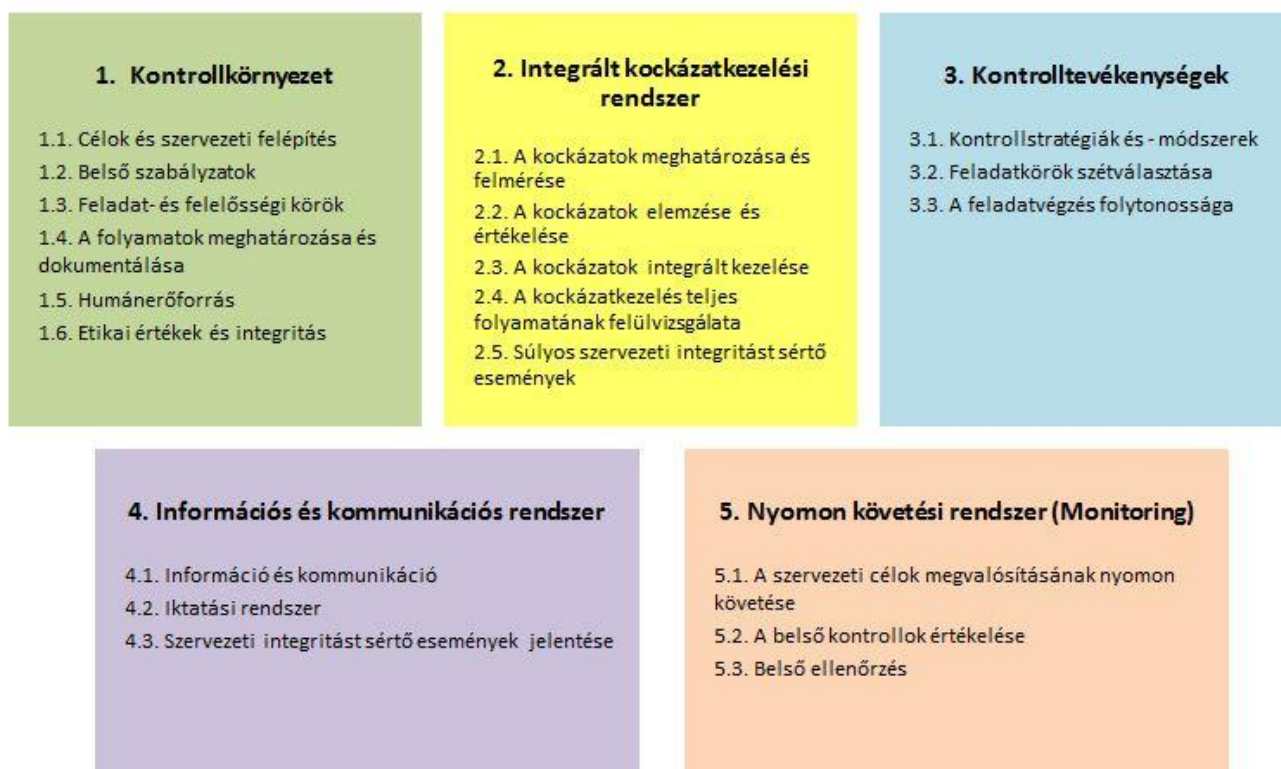 1. Kontrollkörnyezet
1.1. Célok és szervezeti felépítés
1.2. Belső szabályzatok
1.3. Feladat- és felelősségi körök
1.4. A folyamatok meghatározása és
dokumentálása
1.5. Humánerőforrás
1.6. Etikai értékek és integritás
2. Integrált kockázatkezelési
rendszer
2.1. A kockázatok meghatározása és
felmérése
2.2. A kockázatok elemzése és
értékelése
2.3. A kockázatok integrált kezelése
2.4. A kockázatkezelés teljes
folyamatának felülvizsgálata
2.5. Súlyos szervezeti integritást sértő
események
3. Kontrolltevékenységek
3.1. Kontrollstratégiák és - módszerek
3.2. Feladatkörök szétválasztása
3.3. A feladatvégzés folytonossága
4. Információs és kommunikációs rendszer
4.1. Információ és kommunikáció
4.2. Iktatási rendszer
4.3. Szervezeti integritást sértő események jelentése
5. Nyomon követési rendszer (Monitoring)
5.1. A szervezeti célok megvalósításának nyomon
követése
5.2. A belső kontrollok értékelése
5.3. Belső ellenőrzés